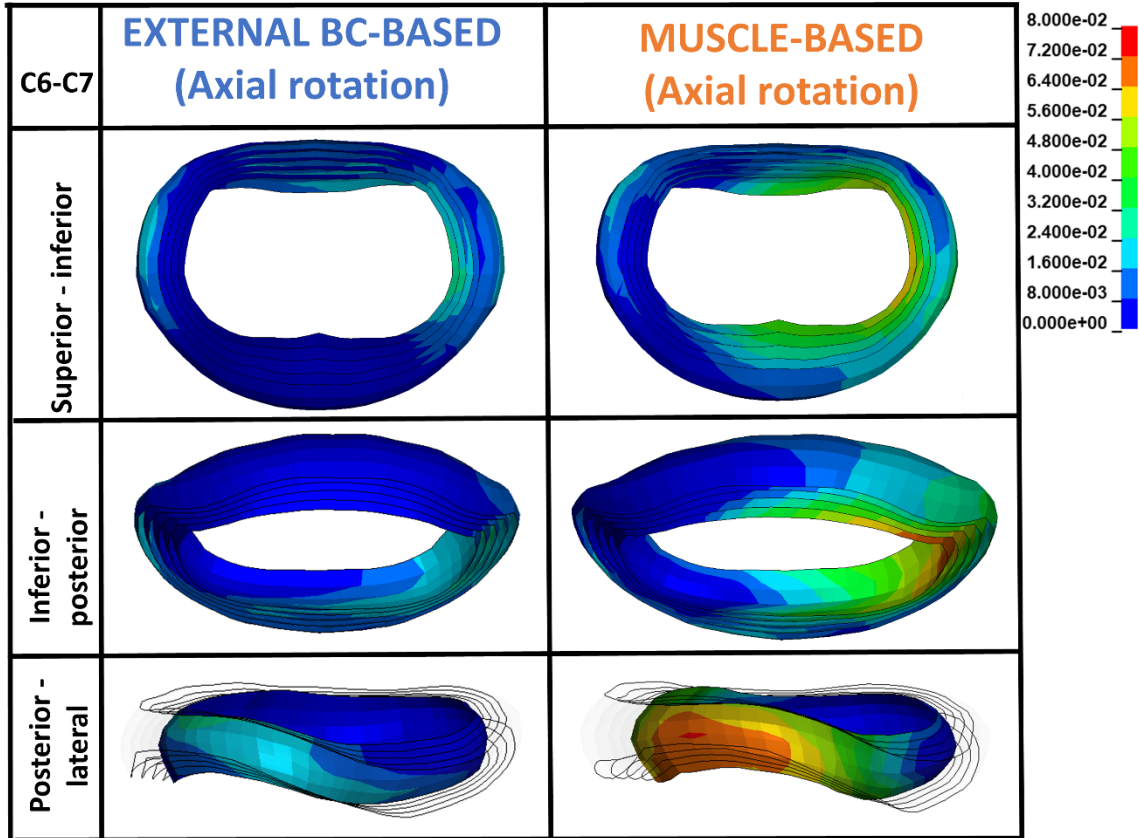 C6-C7
EXTERNAL BC-BASED
(Axial rotation)
MUSCLE-BASED
(Axial rotation)
Superior - inferior
Inferior -
posterior
Posterior -
lateral
8.000e-02
7.200e-02
6.400e-02
5.600e-02
4.800e-02
4.000e-02
3.200e-02
2.400e-02
1.600e-02
8.000e-03
0.000e+00